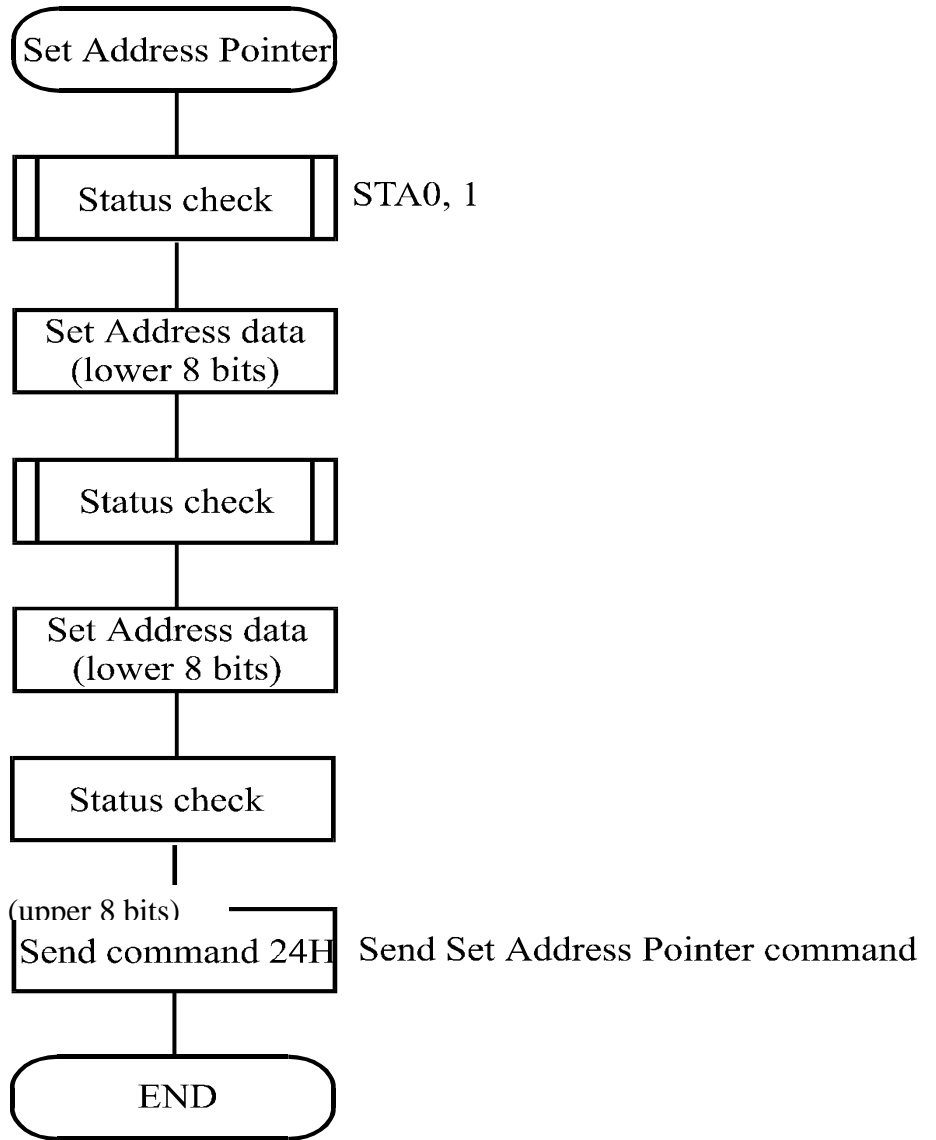 Set Address Pointer
Status check
STA0, 1
Set Address data
(lower 8 bits)
Status check
Set Address data
(lower 8 bits)
Status check
(upper 8 bits)
Send command 24H
Send Set Address Pointer command
END